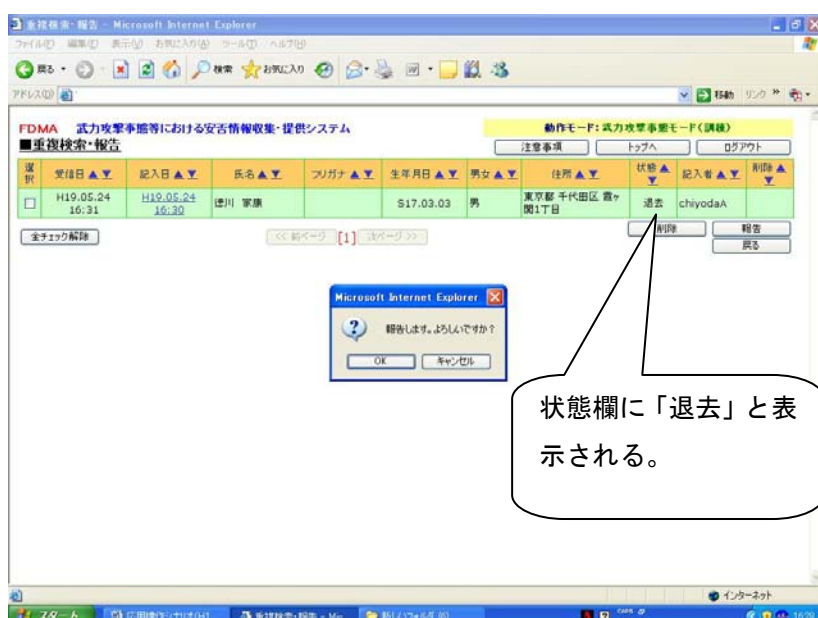 重複検索・報告 - Microsoft Internet Explorer
ファイル(F) 編集(E) 表示(V) お気に入り(A) ツール(T) ヘルプ(H)
戻る 検索 お気に入り
アドレス(D) 移動 リンク »
FDMA 武力攻撃事態等における安否情報収集・提供システム 動作モード：武力攻撃事態モード(訓練)
■重複検索・報告 注意事項 トップへ ログアウト
選択 受信日▲▼ 記入日▲▼ 氏名▲▼ フリガナ▲▼ 生年月日▲▼ 男女▲▼ 住所▲▼ 状態▲▼ 記入者▲▼ 削除▲▼
H19.05.24 16:31 H19.05.24 16:30 徳川 家康 S17.03.03 男 東京都 千代田区 霞ヶ関1丁目 退去 chiyodaA
全チェック解除 << 前ページ [1] 次ページ >> 削除 報告
戻る
Microsoft Internet Explorer
報告します。よろしいですか？
OK キャンセル
状態欄に「退去」と表
示される。
インターネット
スタート 重複検索・報告 - Mic 16:28